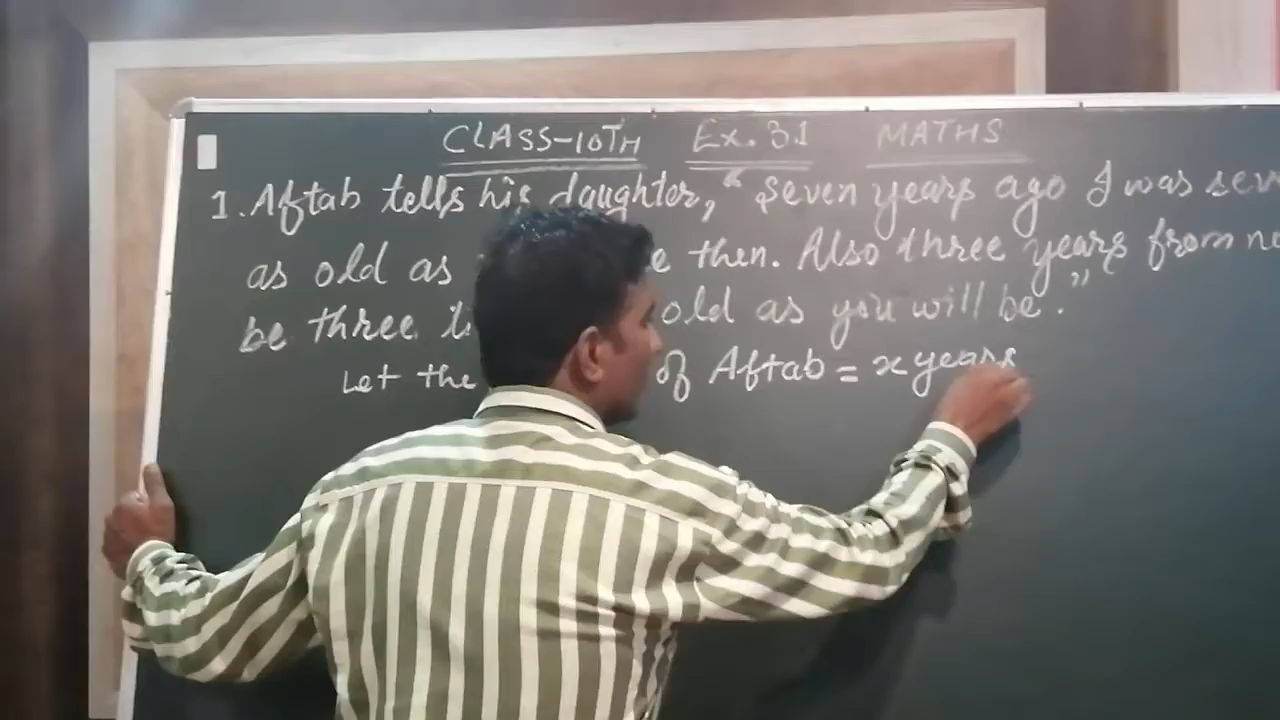 CLASS-10TH Ex. 3.1 MATHS
1. Aftab tells his daughter, "Seven years ago I was
as old as then. Also three years from
be three old as you will be."
Let the of Aftab = x years